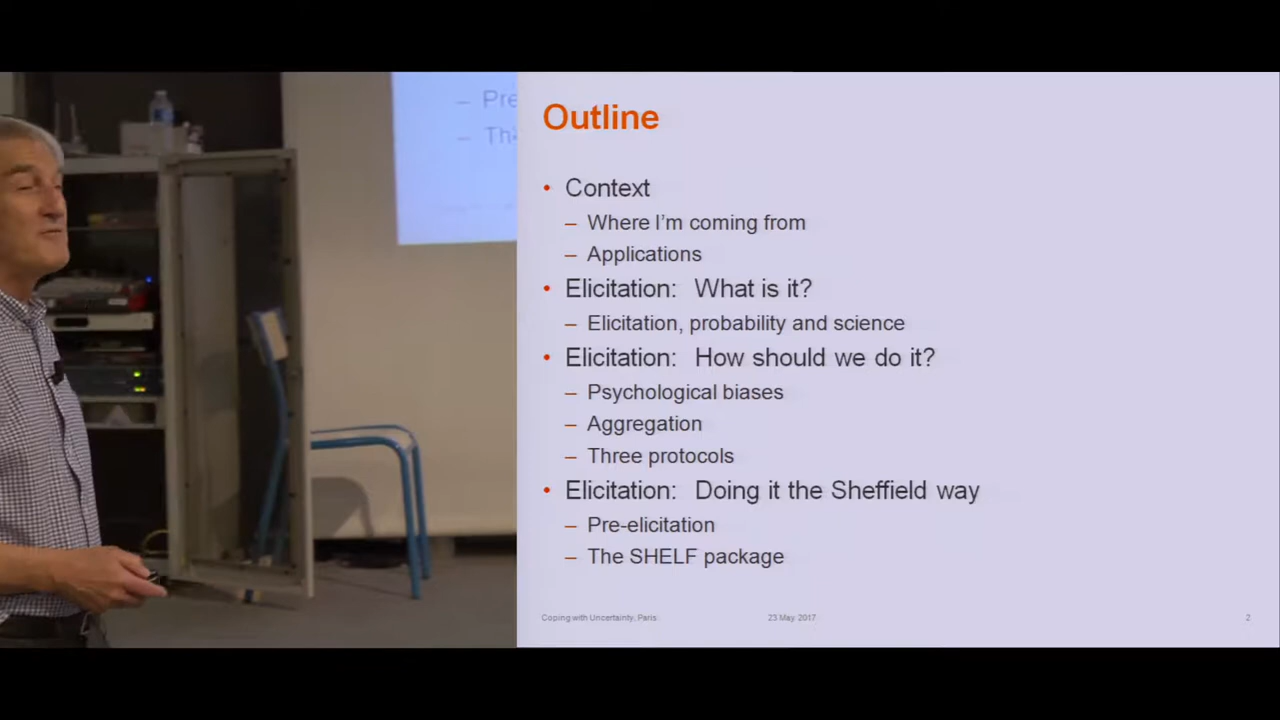 Pre
Outline
• Context
– Where I'm coming from
– Applications
• Elicitation: What is it?
– Elicitation, probability and science
• Elicitation: How should we do it?
– Psychological biases
– Aggregation
– Three protocols
• Elicitation: Doing it the Sheffield way
– Pre-elicitation
– The SHELF package
Coping with Uncertainty, Paris 23 May 2017 2